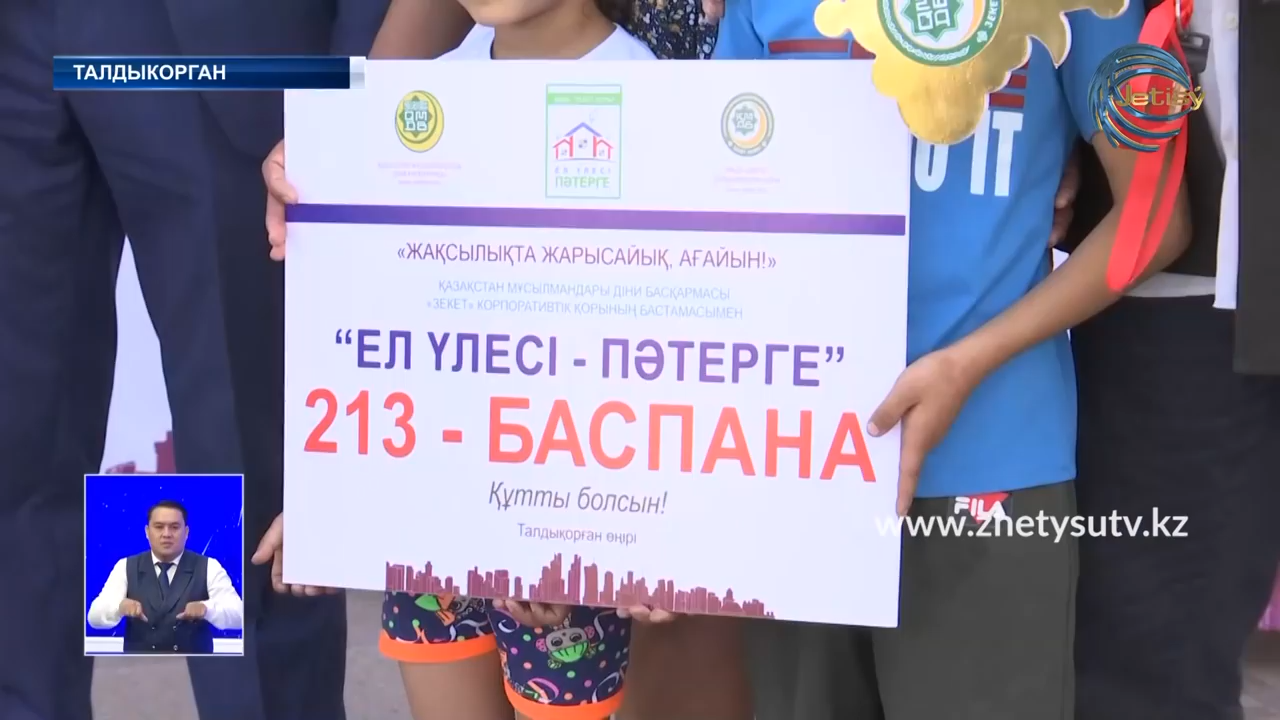 ТАЛДЫКОРГАН
Jetisý
ЕЛ ҮЛЕСІ
ПӘТЕРГЕ
«ЖАҚСЫЛЫҚТА ЖАРЫСАЙЫҚ, АҒАЙЫН!»
ҚАЗАҚСТАН МҰСЫЛМАНДАРЫ ДІНИ БАСҚАРМАСЫ
«ЗЕКЕТ» КОРПОРАТИВТІК ҚОРЫНЫҢ БАСТАМАСЫМЕН
“ЕЛ ҮЛЕСІ - ПӘТЕРГЕ”
213 - БАСПАНА
Құтты болсын!
Талдықорған өңірі
IT
FILA
www.zhetysutv.kz